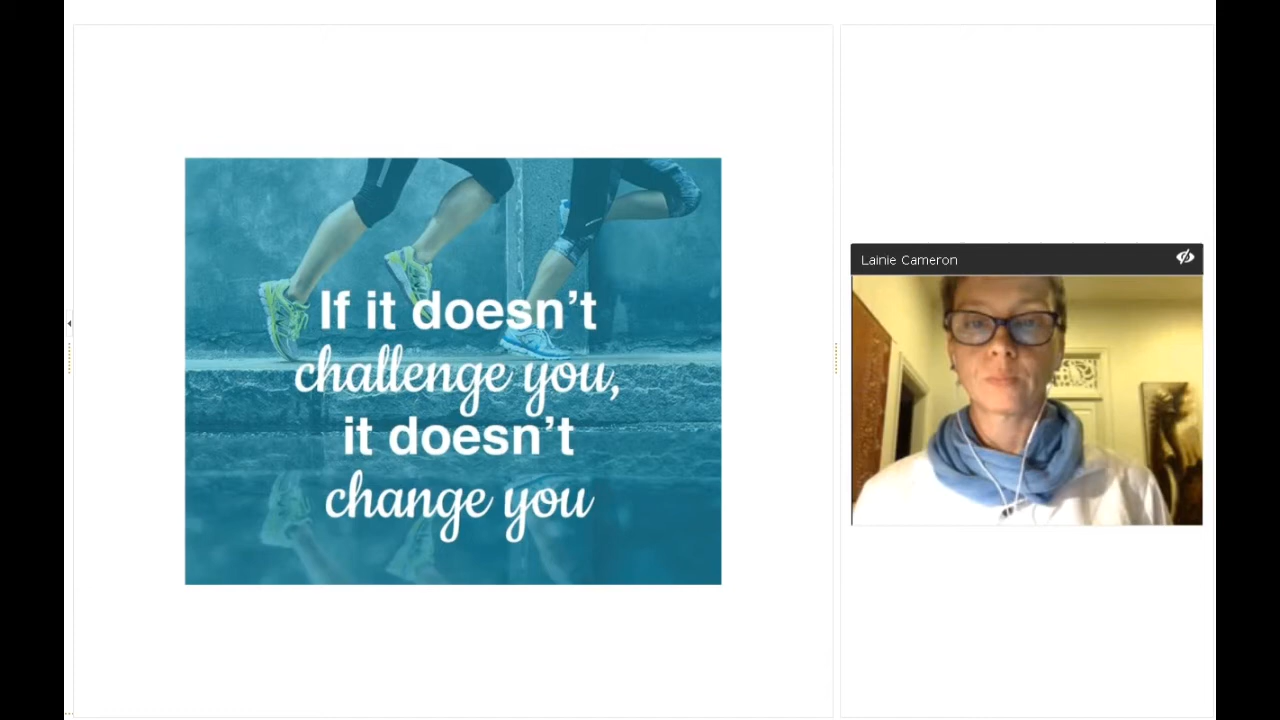 If it doesn’t
challenge you,
it doesn’t
change you
Lainie Cameron